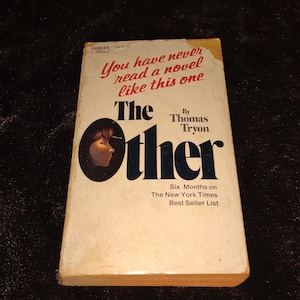 You have never
read a novel
like this one
The
By
Thomas
Tryon
Other
Six Months on
The New York Times
Best Seller List